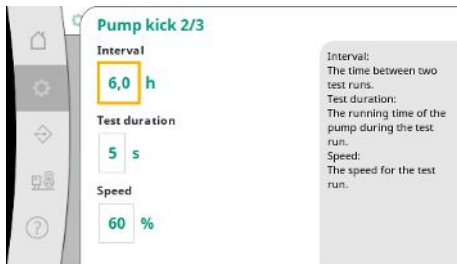 Pump kick 2/3
Interval
6,0 h
Test duration
5 s
Speed
60 %
Interval:
The time between two
test runs.
Test duration:
The running time of the
pump during the test
run.
Speed:
The speed for the test
run.
?